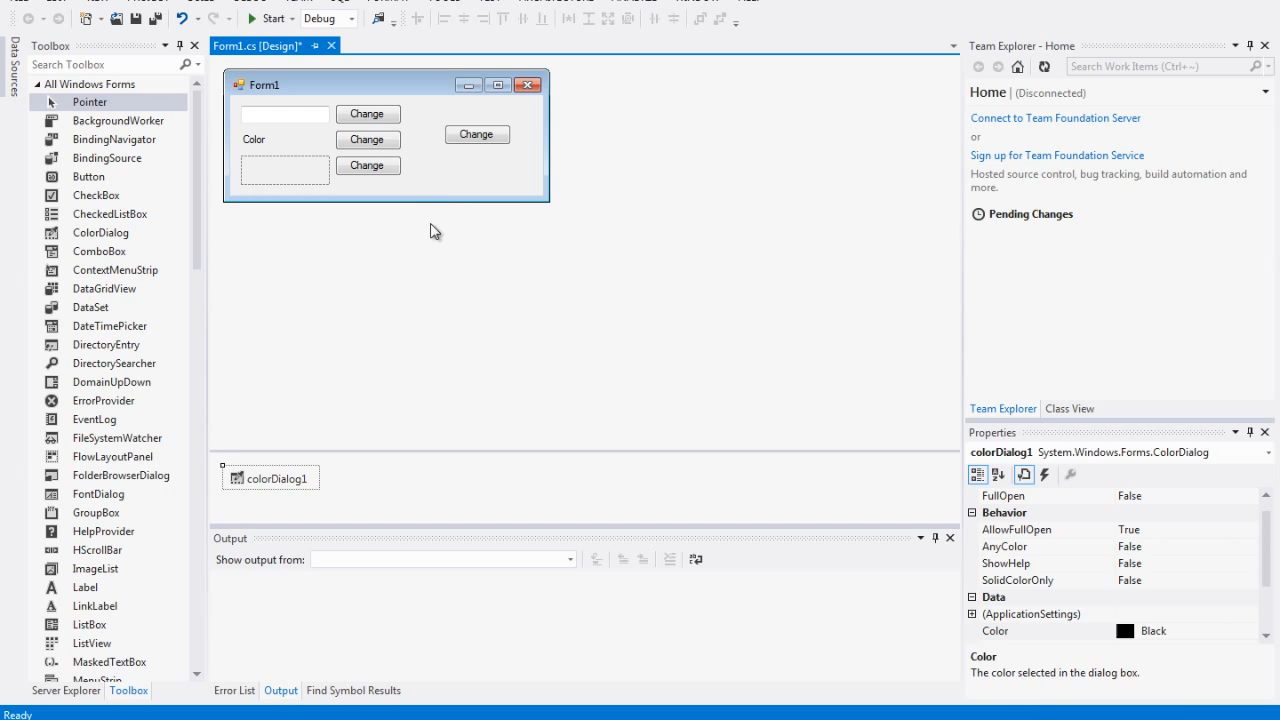 Start
Debug
Data Sources
Toolbox
Search Toolbox
All Windows Forms
Pointer
BackgroundWorker
BindingNavigator
BindingSource
Button
CheckBox
CheckedListBox
ColorDialog
ComboBox
ContextMenuStrip
DataGridView
DataSet
DateTimePicker
DirectoryEntry
DirectorySearcher
DomainUpDown
ErrorProvider
EventLog
FileSystemWatcher
FlowLayoutPanel
FolderBrowserDialog
FontDialog
GroupBox
HelpProvider
HScrollBar
ImageList
Label
LinkLabel
ListBox
ListView
MaskedTextBox
MenuStrip
Server Explorer Toolbox
Form1.cs [Design]*
Form1
Change
Color Change Change
Change
colorDialog1
Output
Show output from:
Error List Output Find Symbol Results
Team Explorer - Home
Search Work Items (Ctrl+~)
Home | (Disconnected)
Connect to Team Foundation Server
or
Sign up for Team Foundation Service
Hosted source control, bug tracking, build automation and
more.
Pending Changes
Team Explorer Class View
Properties
colorDialog1 System.Windows.Forms.ColorDialog
FullOpen False
Behavior
AllowFullOpen True
AnyColor False
ShowHelp False
SolidColorOnly False
Data
(ApplicationSettings)
Color Black
Color
The color selected in the dialog box.
Ready